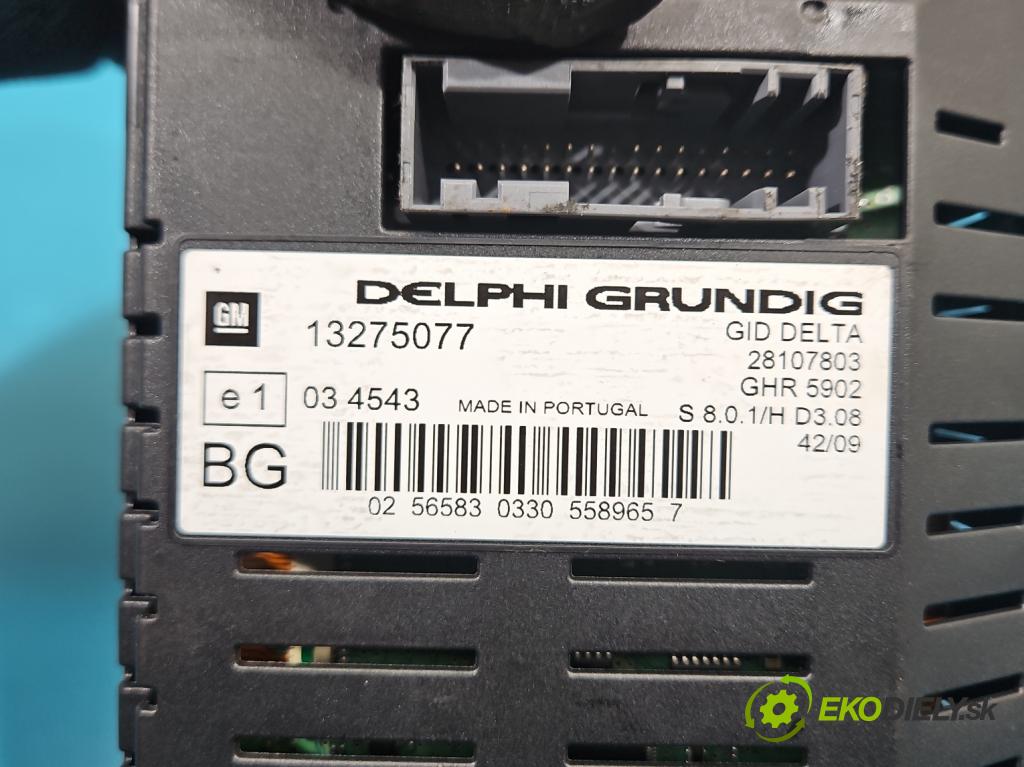 DELPHI GRUNDIG
GM
13275077
GID DELTA
28107803
GHR 5902
e 1
03 4543
MADE IN PORTUGAL
S 8.0.1/H D3.08
42/09
BG
02 56583 0330 558965 7
EKODIELY.sk